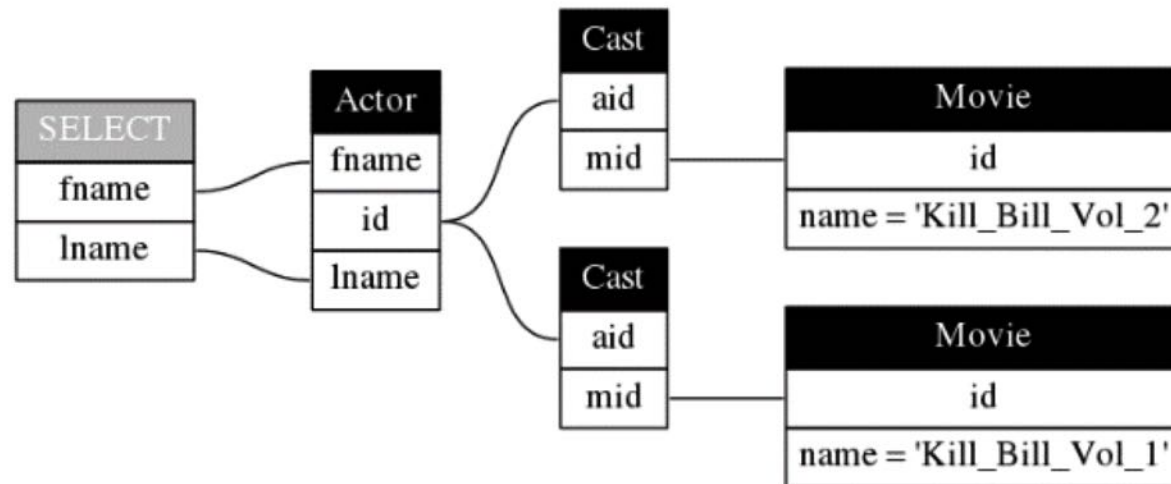 SELECT
fname
lname
Actor
fname
id
lname
Cast
aid
mid
Movie
id
name = 'Kill_Bill_Vol_2'
Cast
aid
mid
Movie
id
name = 'Kill_Bill_Vol_1'